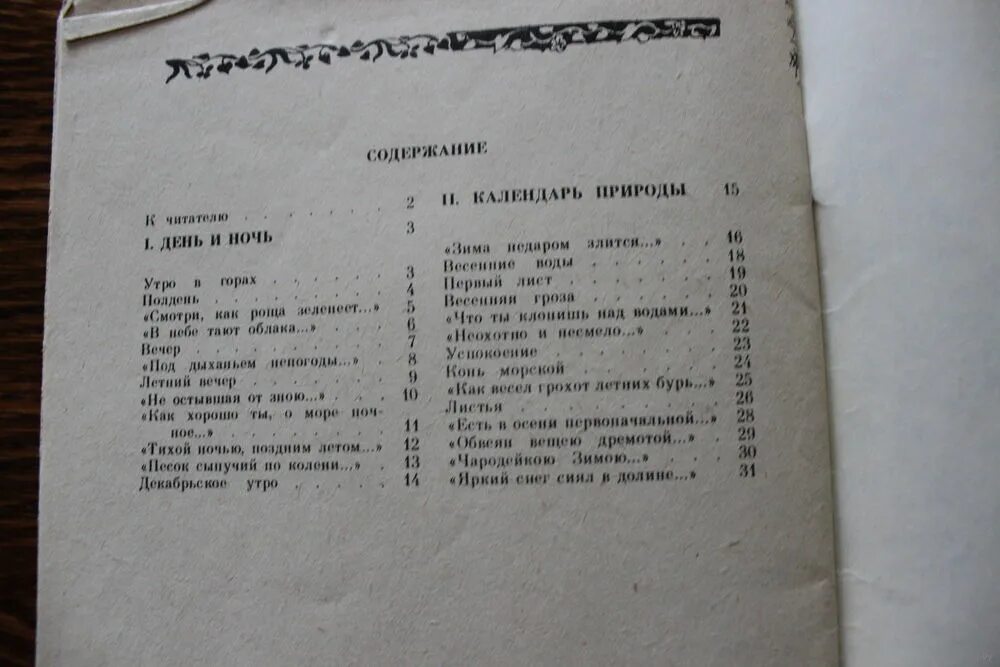 СОДЕРЖАНИЕ
К читателю . . . . . . . 2
I. ДЕНЬ И НОЧЬ 3
Утро в горах . . . . . . 3
Полдень . . . . . . . . 4
«Смотри, как роща зеленеет...» . 5
«В небе тают облака...» . . . 6
Вечер . . . . . . . . . 7
«Под дыханьем непогоды...» . . 8
Летний вечер . . . . . . 9
«Не остывшая от зною...» . . 10
«Как хорошо ты, о море ноч-
ное...» . . . . . . . . 11
«Тихой ночью, поздним летом...» 12
«Песок сыпучий по колени...» . 13
Декабрьское утро . . . . . 14
II. КАЛЕНДАРЬ ПРИРОДЫ 15
«Зима недаром злится...» . . 16
Весенние воды . . . . . . 18
Первый лист . . . . . . 19
Весенняя гроза . . . . . . 20
«Что ты клонишь над водами...» 21
«Неохотно и несмело...» . . . 22
Успокоение . . . . . . . 23
Конь морской . . . . . . 24
«Как весел грохот летних бурь...» 25
Листья . . . . . . . . . 26
«Есть в осени первоначальной...» 28
«Обвеян вещею дремотой...» . . 29
«Чародейкою Зимою...» . . . 30
«Яркий снег сиял в долине...» . 31